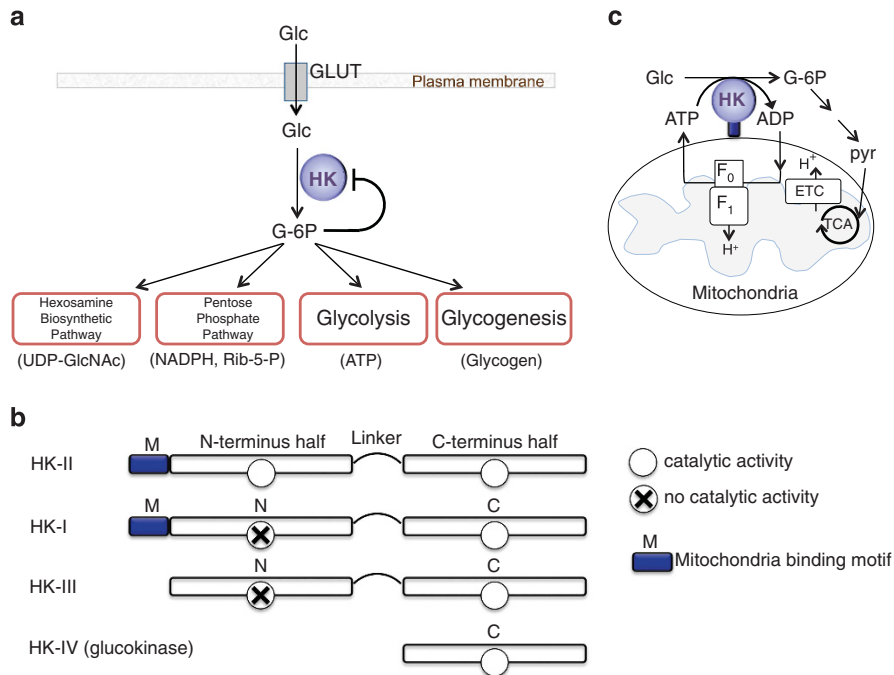 a
Glc
GLUT
Plasma membrane
Glc
HK
G-6P
Hexosamine
Biosynthetic
Pathway
(UDP-GlcNAc)
Pentose
Phosphate
Pathway
(NADPH, Rib-5-P)
Glycolysis
(ATP)
Glycogenesis
(Glycogen)
c
Glc
G-6P
HK
ATP
ADP
pyr
H+
F0
F1
ETC
TCA
H+
Mitochondria
b
M
N-terminus half
Linker
C-terminus half
HK-II
M
N
C
HK-I
N
C
HK-III
C
HK-IV (glucokinase)
catalytic activity
no catalytic activity
M
Mitochondria binding motif